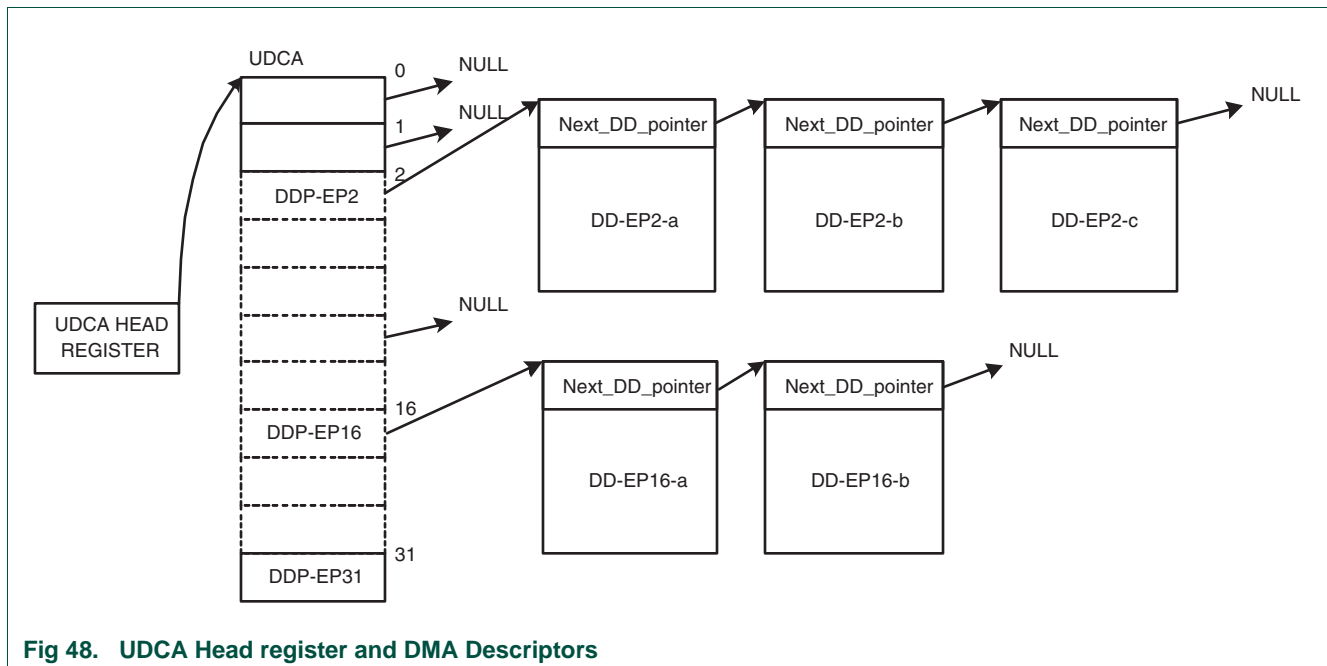 UDCA
0
NULL
NULL
1
NULL
2
Next_DD_pointer
Next_DD_pointer
Next_DD_pointer
DDP-EP2
DD-EP2-a
DD-EP2-b
DD-EP2-c
UDCA HEAD
REGISTER
NULL
NULL
Next_DD_pointer
Next_DD_pointer
16
DDP-EP16
DD-EP16-a
DD-EP16-b
31
DDP-EP31
Fig 48. UDCA Head register and DMA Descriptors